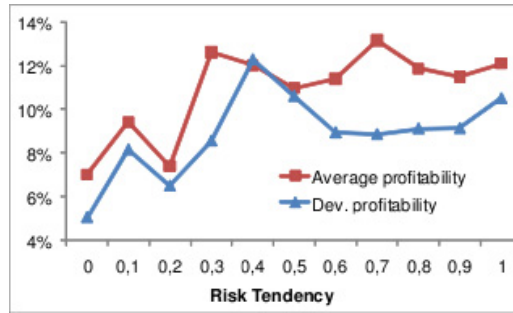 14%
12%
10%
8%
6%
4%
Average profitability
Dev. profitability
0 0,1 0,2 0,3 0,4 0,5 0,6 0,7 0,8 0,9 1
Risk Tendency